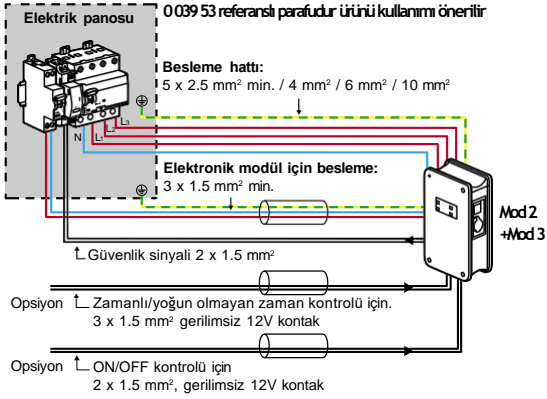 0 039 53 referanslı parafudur ürünü kullanımı önerilir
Elektrik panosu
Besleme hattı:
5 x 2.5 mm² min. / 4 mm² / 6 mm² / 10 mm²
L3
L2
L1
N
Elektronik modül için besleme:
3 x 1.5 mm² min.
Mod 2
+Mod 3
Güvenlik sinyali 2 x 1.5 mm²
Opsiyon Zamanlı/yoğun olmayan zaman kontrolü için.
3 x 1.5 mm² gerilimsiz 12V kontak
Opsiyon ON/OFF kontrolü için
2 x 1.5 mm², gerilimsiz 12V kontak